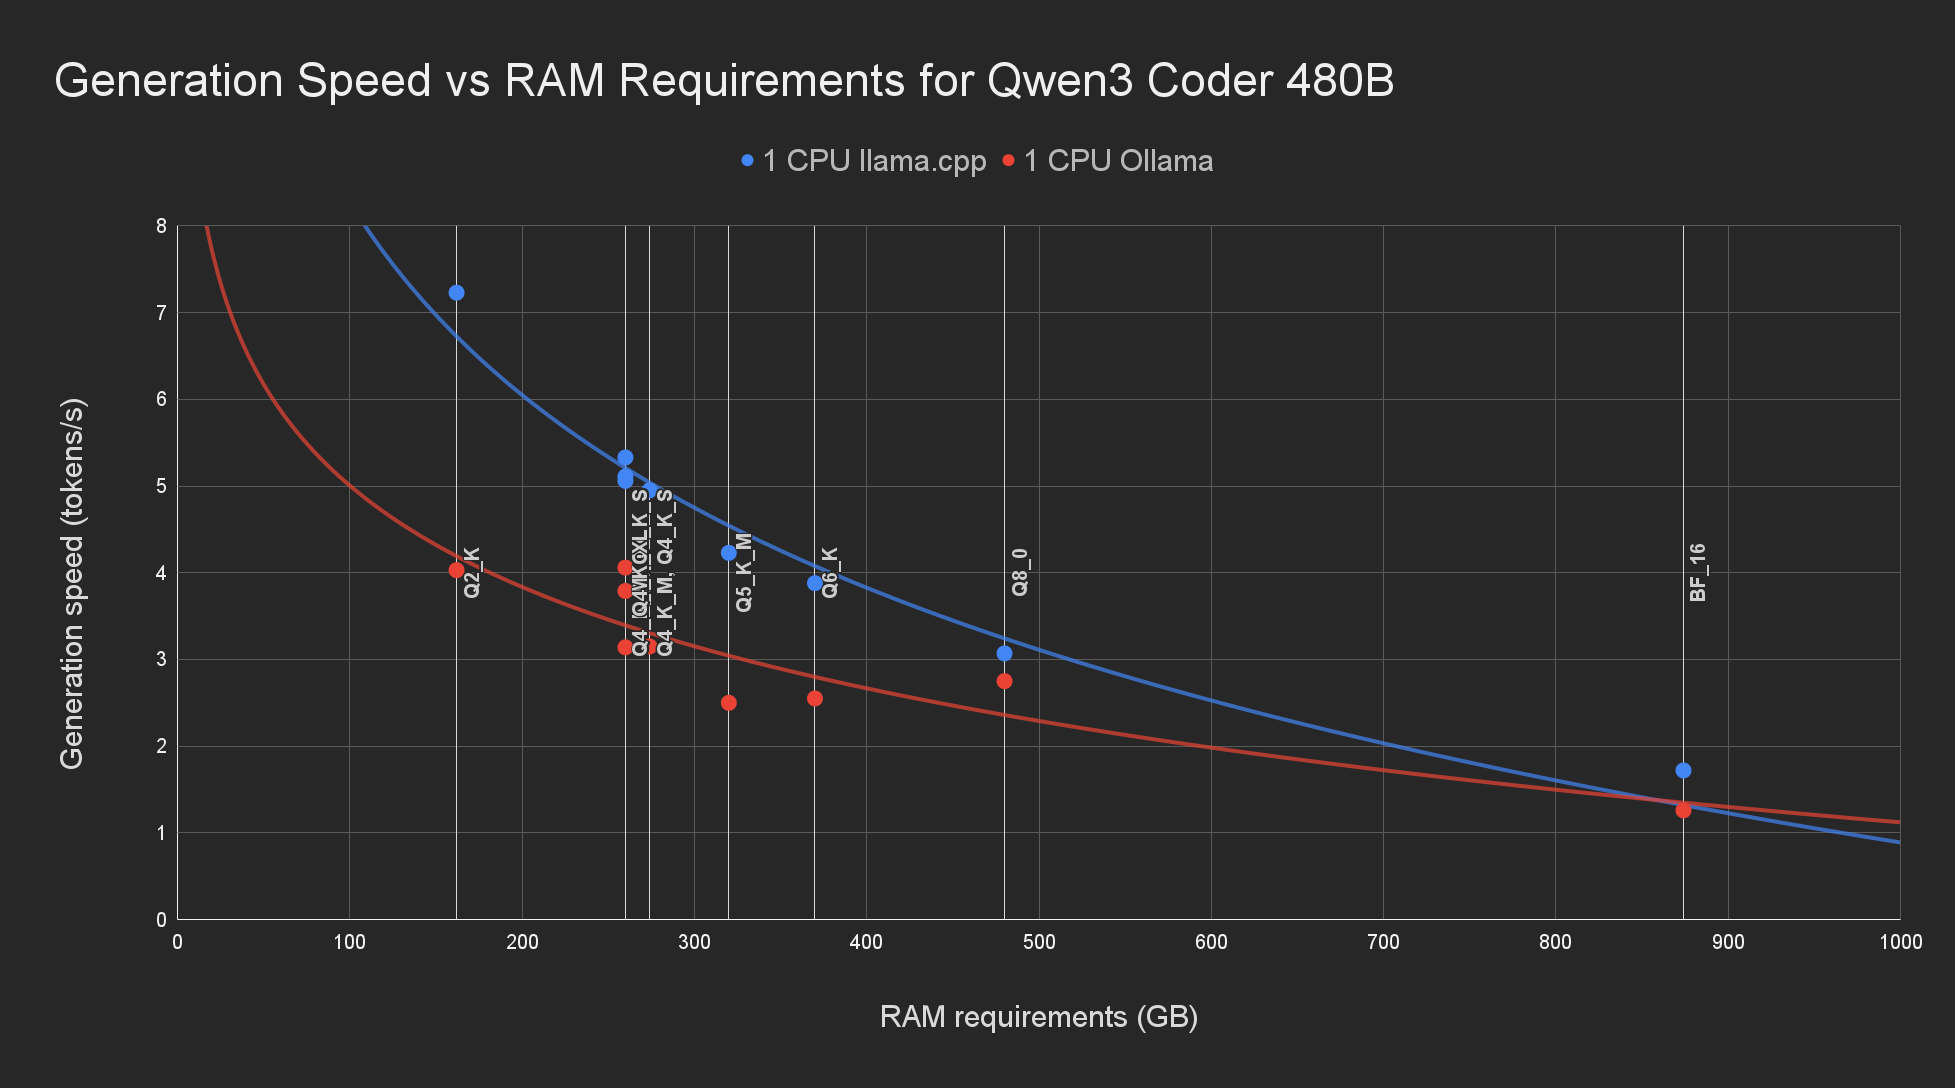 Generation Speed vs RAM Requirements for Qwen3 Coder 480B
1 CPU llama.cpp 1 CPU Ollama
Generation speed (tokens/s)
8
7
6
5
4
3
2
1
0
Q2_K
Q4_K_M, Q4_K_S
Q5_K_M
Q6_K
Q8_0
BF_16
0 100 200 300 400 500 600 700 800 900 1000
RAM requirements (GB)